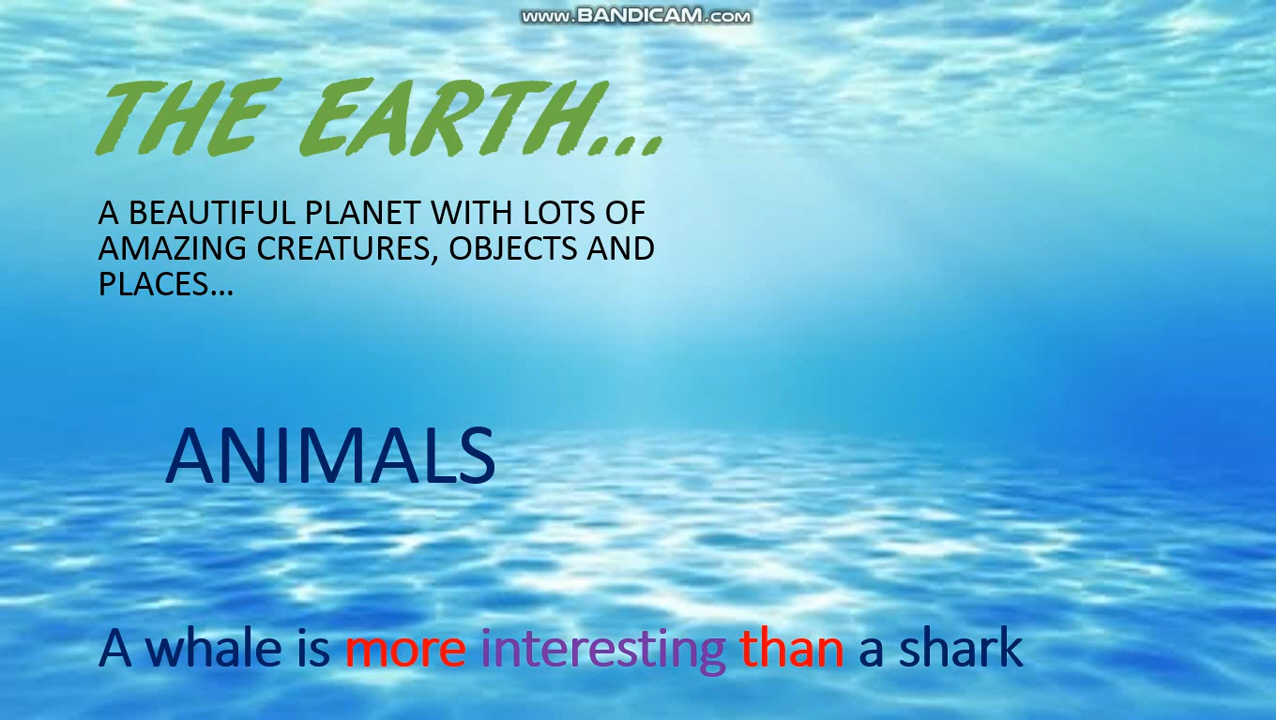 www.BANDICAM.com
THE EARTH...
A BEAUTIFUL PLANET WITH LOTS OF
AMAZING CREATURES, OBJECTS AND
PLACES...
ANIMALS
A whale is more interesting than a shark